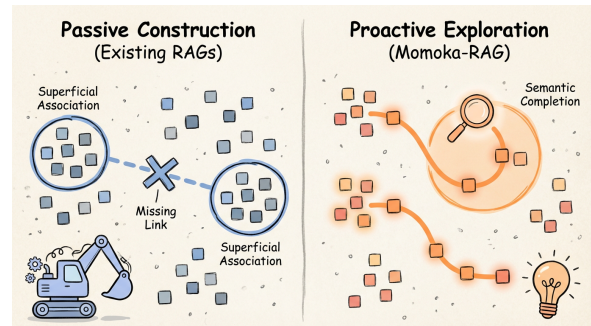 Passive Construction
(Existing RAGs)
Superficial
Association
Missing
Link
Superficial
Association
Proactive Exploration
(Momoka-RAG)
Semantic
Completion